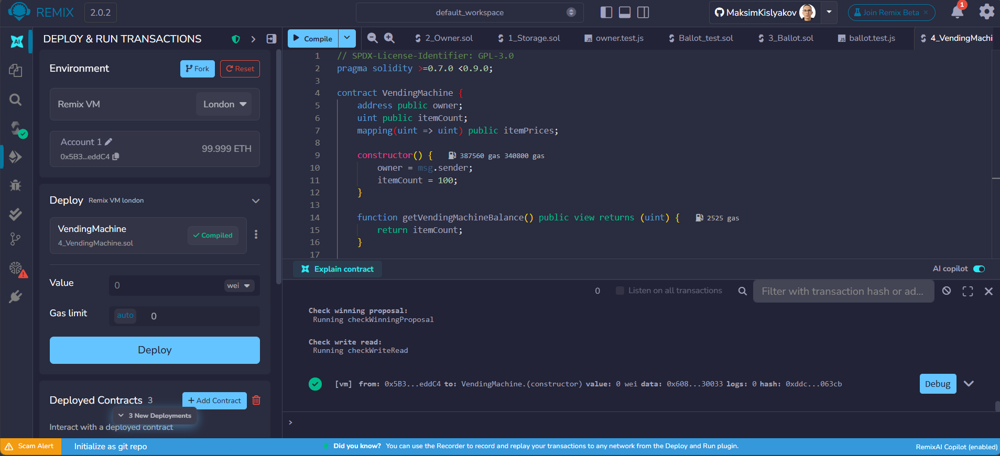 REMIX 2.0.2
default_workspace
MaksimKislyakov
Join Remix Beta ×
1
AI
DEPLOY & RUN TRANSACTIONS
Environment
Fork
Reset
Remix VM
London
Account 1
0x5B3...eddC4
99.999 ETH
Deploy Remix VM london
VendingMachine
4_VendingMachine.sol
Compiled
Value
0
wei
Gas limit
auto
0
Deploy
Deployed Contracts 3
+ Add Contract
3 New Deployments
Interact with a deployed contract
Compile
2_Owner.sol
1_Storage.sol
JS owner.test.js
Ballot_test.sol
3_Ballot.sol
JS ballot.test.js
4_VendingMachi
1 // SPDX-License-Identifier: GPL-3.0
2 pragma solidity >=0.7.0 <0.9.0;
3
4 contract VendingMachine {
5 address public owner;
6 uint public itemCount;
7 mapping(uint => uint) public itemPrices;
8
9 constructor() { 387560 gas 340800 gas
10 owner = msg.sender;
11 itemCount = 100;
12 }
13
14 function getVendingMachineBalance() public view returns (uint) { 2525 gas
15 return itemCount;
16 }
17
Explain contract
AI copilot
0
Listen on all transactions
Filter with transaction hash or ad...
Check winning proposal:
Running checkWinningProposal
Check write read:
Running checkWriteRead
[vm] from: 0x5B3...eddC4 to: VendingMachine.(constructor) value: 0 wei data: 0x608...30033 logs: 0 hash: 0xddc...063cb
Debug
>
Scam Alert
Initialize as git repo
Did you know? You can use the Recorder to record and replay your transactions to any network from the Deploy and Run plugin.
RemixAI Copilot (enabled)